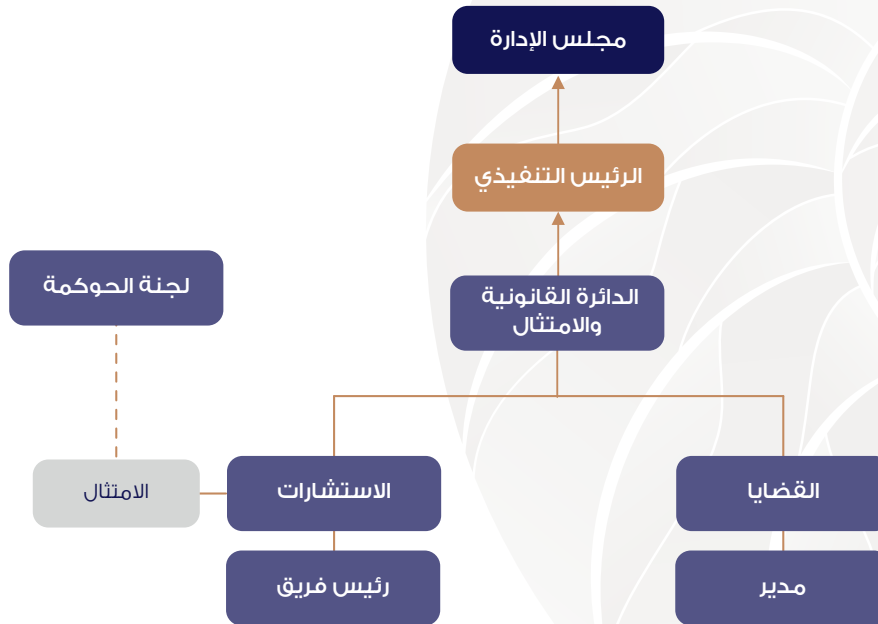 مجلس الإدارة
الرئيس التنفيذي
لجنة الحوكمة
الدائرة القانونية
والامتثال
القضايا
الاستشارات
الامتثال
مدير
رئيس فريق